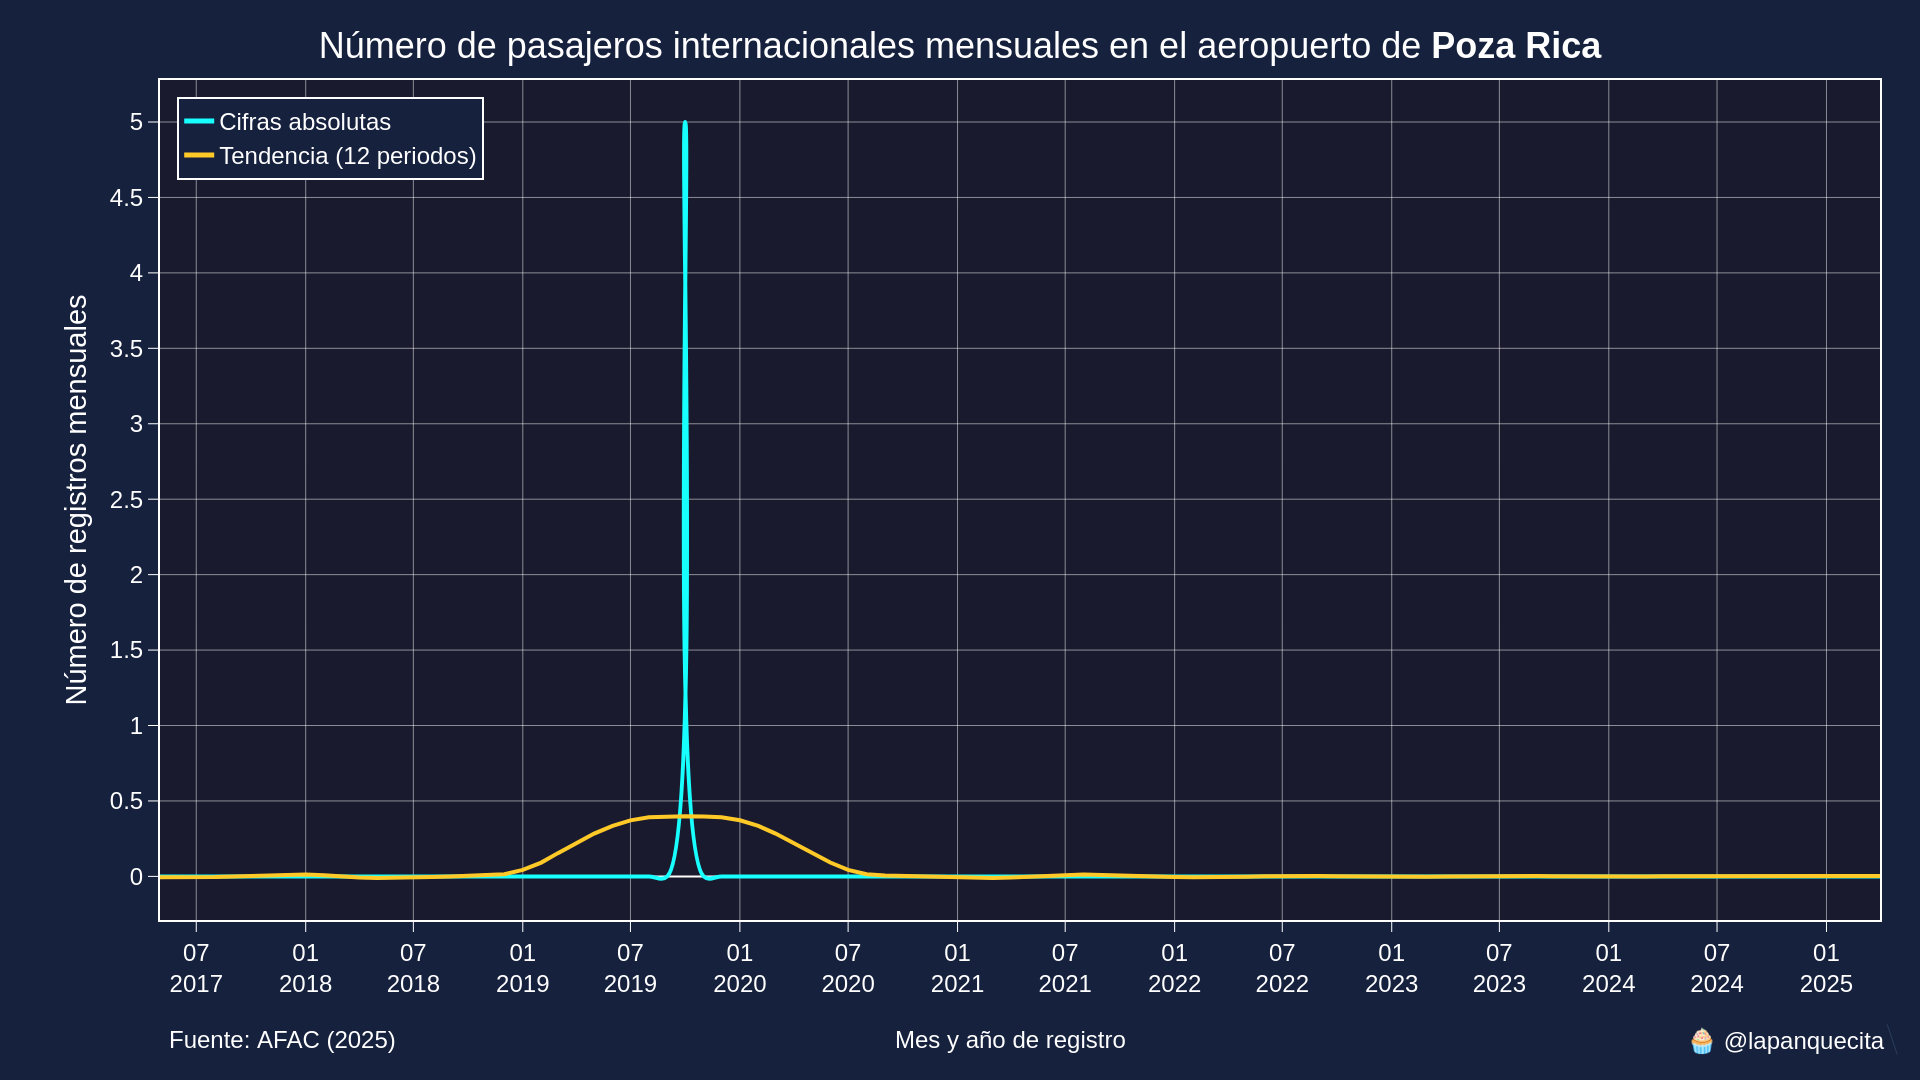 Número de pasajeros internacionales mensuales en el aeropuerto de Poza Rica
Cifras absolutas
Tendencia (12 periodos)
Número de registros mensuales
5
4.5
4
3.5
3
2.5
2
1.5
1
0.5
0
07 01 07 01 07 01 07 01 07 01 07 01 07 01 07 01
2017 2018 2018 2019 2019 2020 2020 2021 2021 2022 2022 2023 2023 2024 2024 2025
Fuente: AFAC (2025)
Mes y año de registro
🧁 @lapanquecita